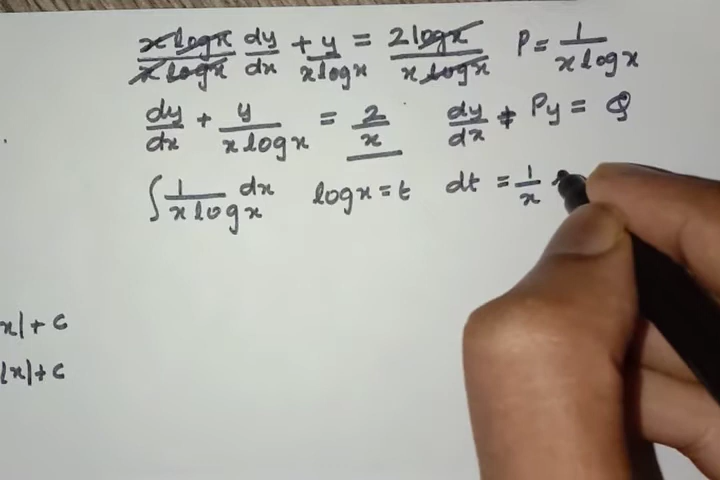 x log x / x log x dy/dx + y / x log x = 2 log x / x log x P = 1 / x log x
dy/dx + y / x log x = 2/x dy/dx + Py = Q
∫ 1 / x log x dx log x = t dt = 1/x
x| + c
|x| + c